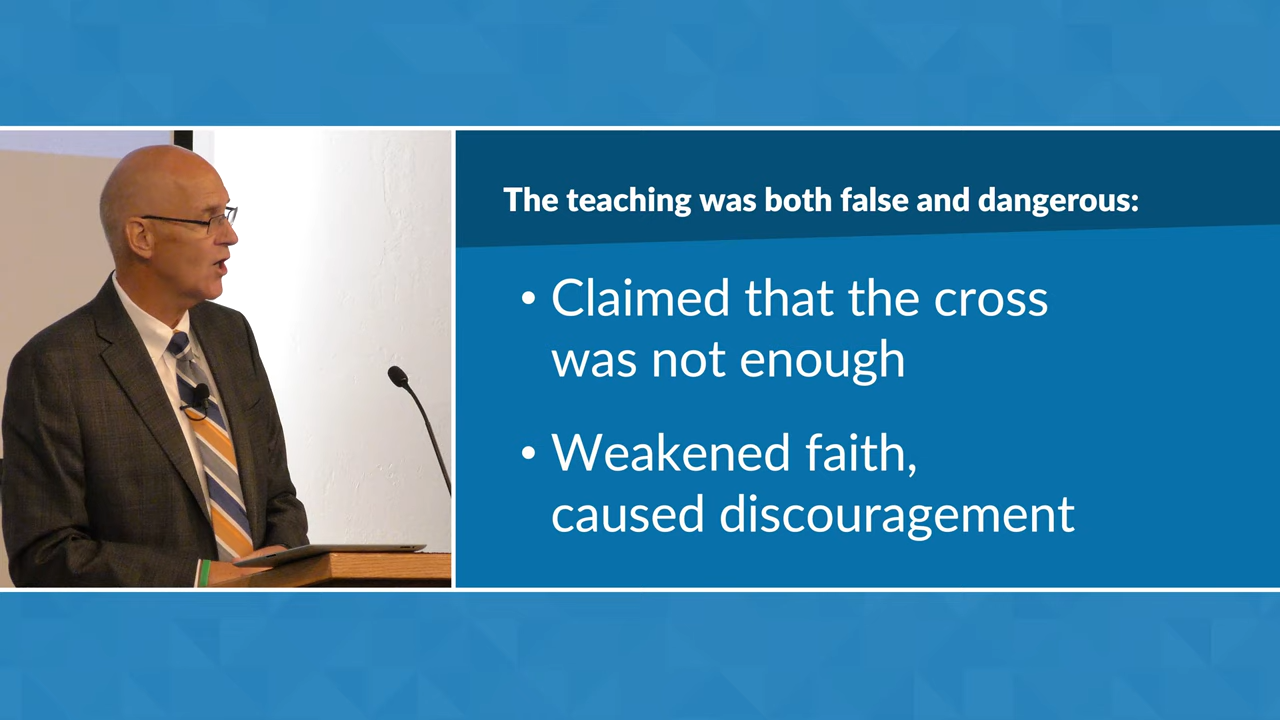 The teaching was both false and dangerous:
• Claimed that the cross
was not enough
• Weakened faith,
caused discouragement